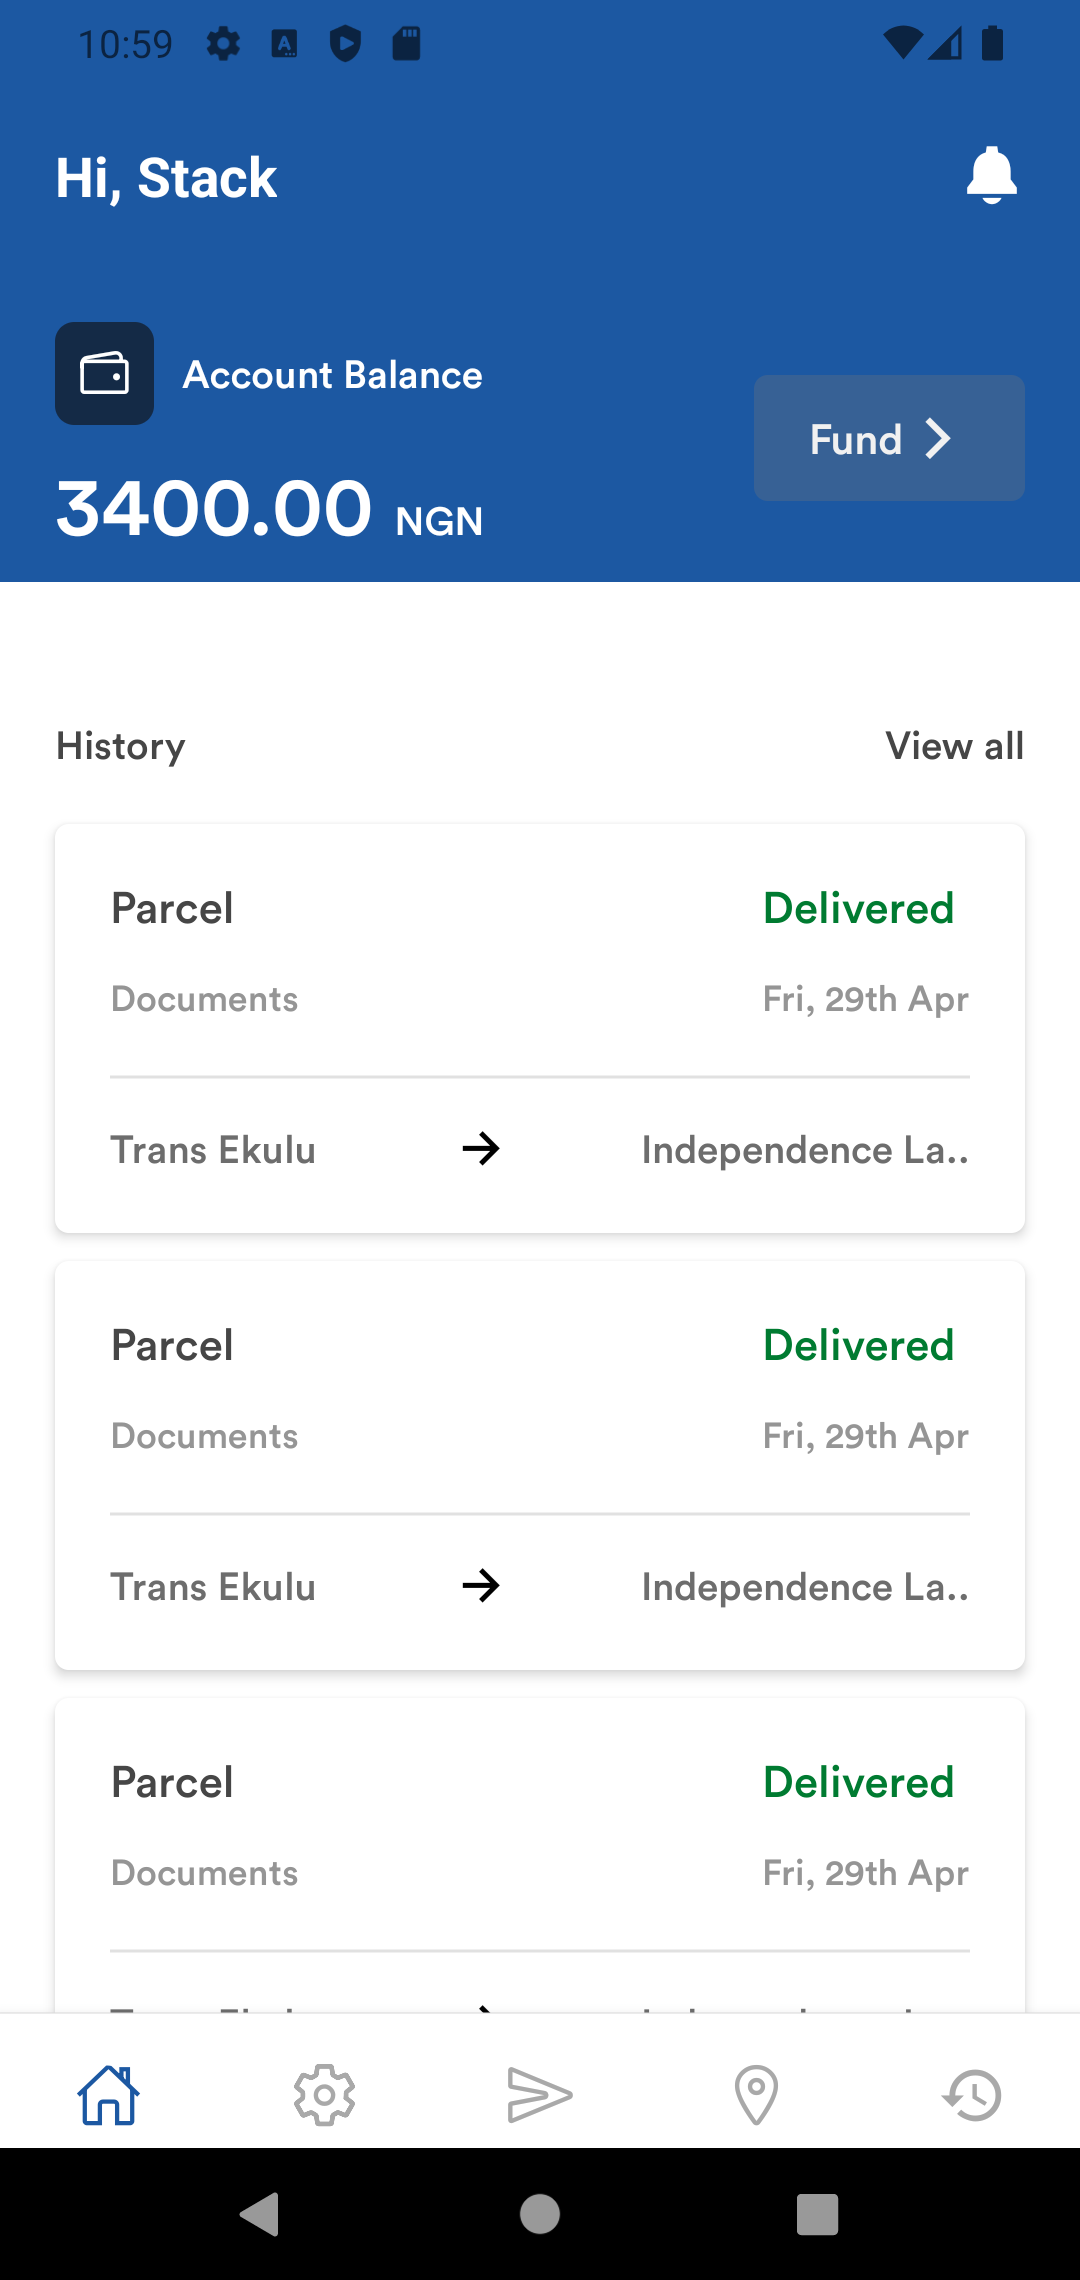 10:59
Hi, Stack
Account Balance
Fund
3400.00 NGN
History
View all
Parcel
Delivered
Documents
Fri, 29th Apr
Trans Ekulu
Independence La..
Parcel
Delivered
Documents
Fri, 29th Apr
Trans Ekulu
Independence La..
Parcel
Delivered
Documents
Fri, 29th Apr